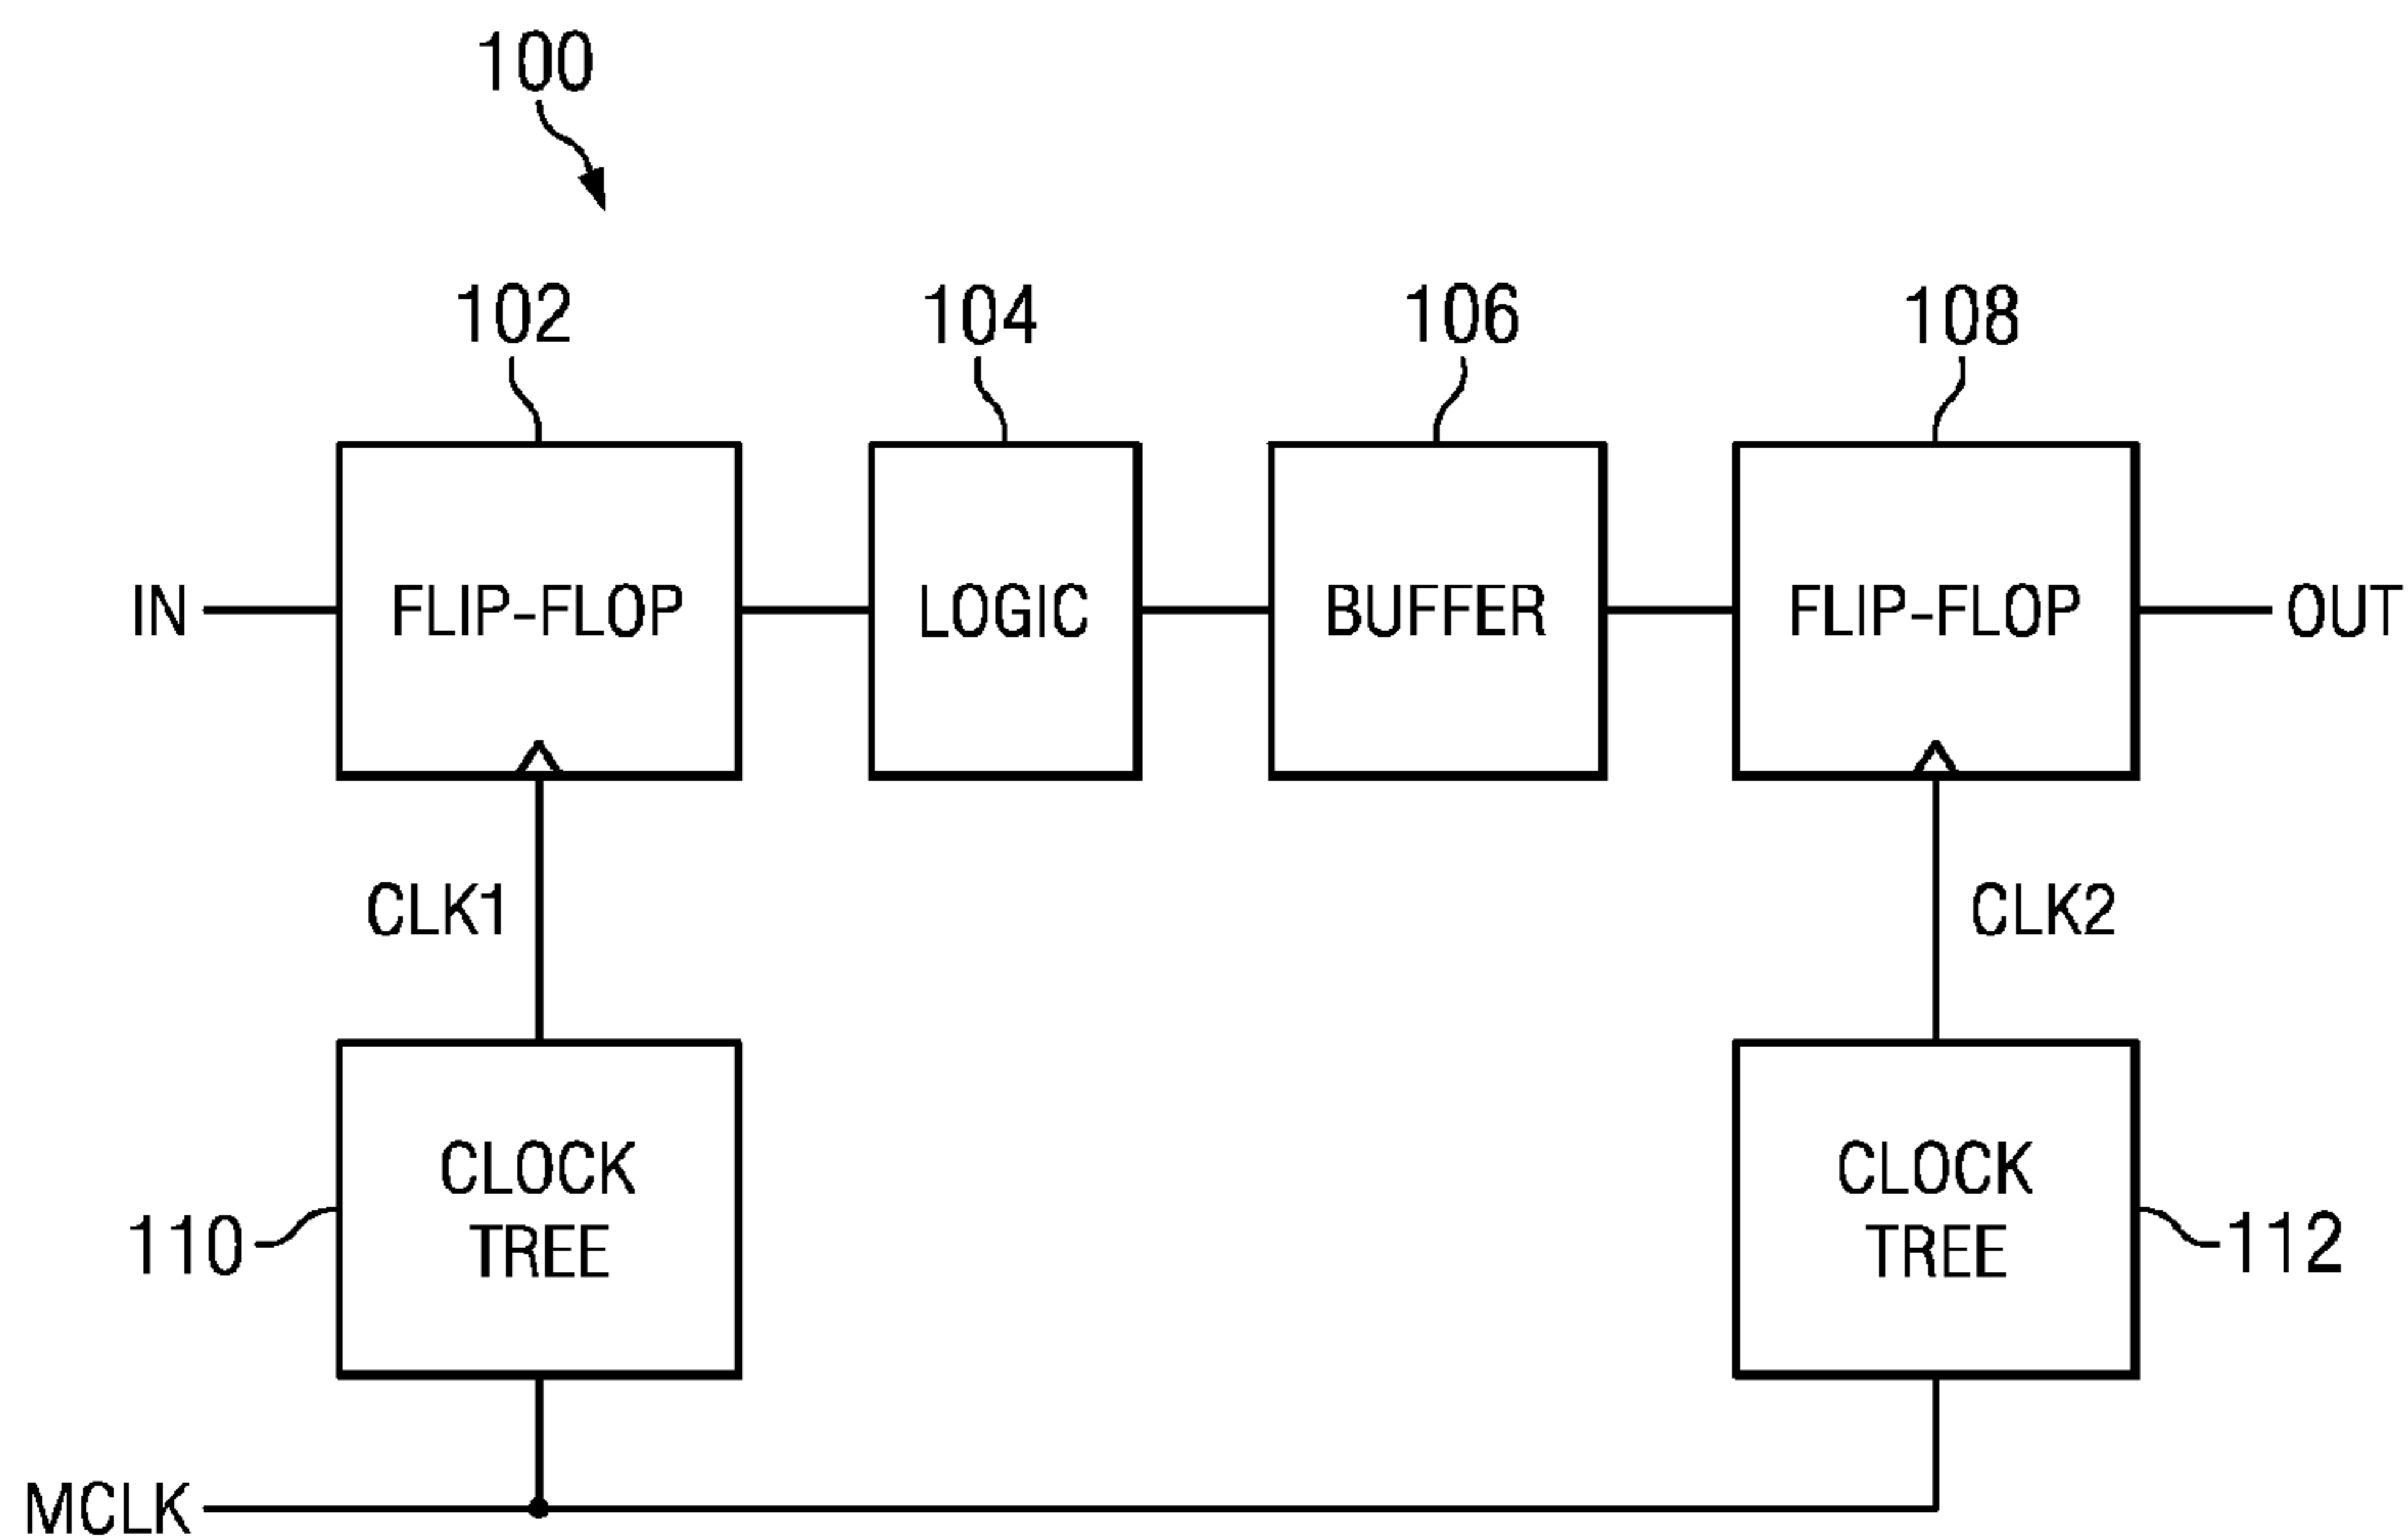 100
102
104
106
108
IN
FLIP-FLOP
LOGIC
BUFFER
FLIP-FLOP
OUT
CLK1
CLK2
CLOCK
TREE
110
CLOCK
TREE
112
MCLK